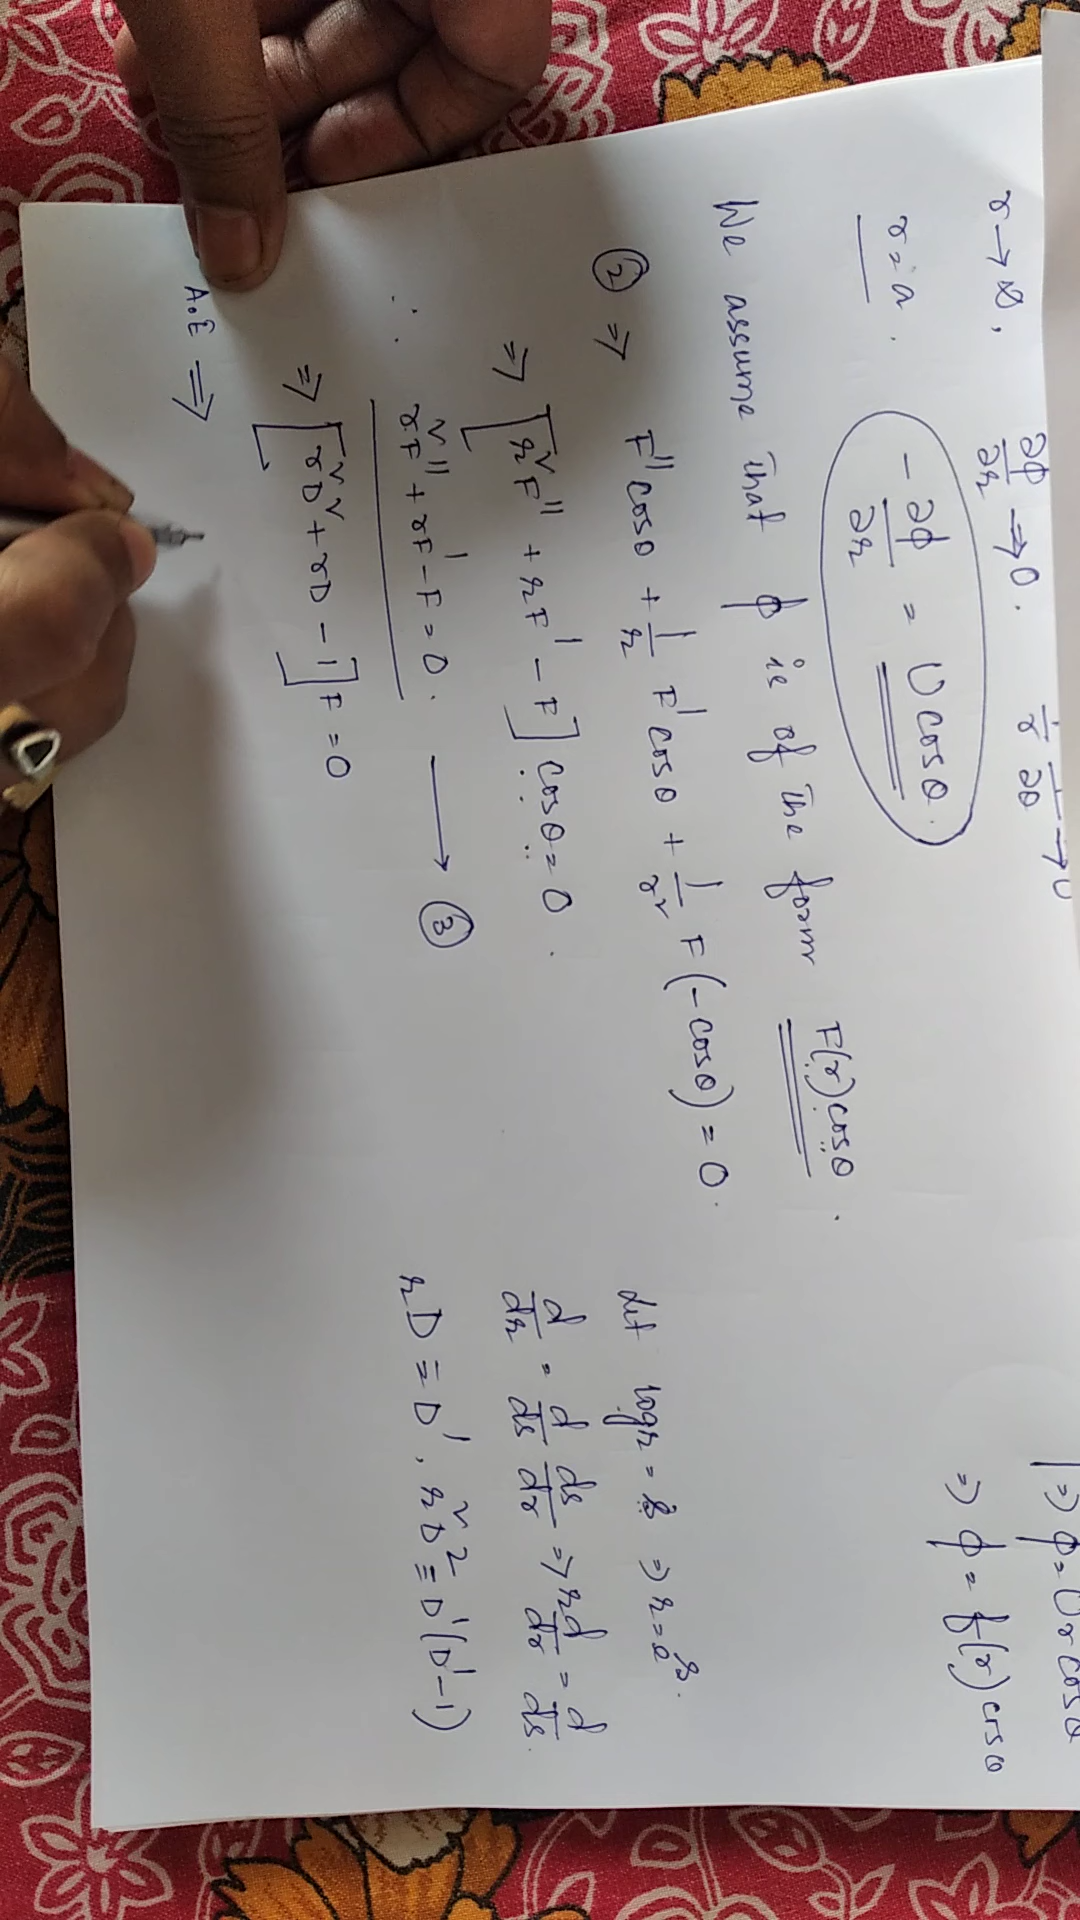 r → ∞, ∂φ/∂r → 0. 1/r ∂θ → 0
r = a. - ∂φ/∂r = U cosθ.
We assume that φ is of the form F(r) cosθ.
② ⇒ F'' cosθ + 1/r F' cosθ + 1/r² F (-cosθ) = 0.
⇒ [r²F'' + rF' - F] cosθ = 0.
∴ r²F'' + rF' - F = 0. → ③
⇒ [r²D² + rD - 1] F = 0
A.E ⇒
⇒ φ = Ur cosθ
⇒ φ = f(r) cosθ
Let log r = s ⇒ r = e^s.
d/dr = d/ds ds/dr ⇒ r d/dr = d/ds.
rD ≡ D', r²D² ≡ D'(D'-1)